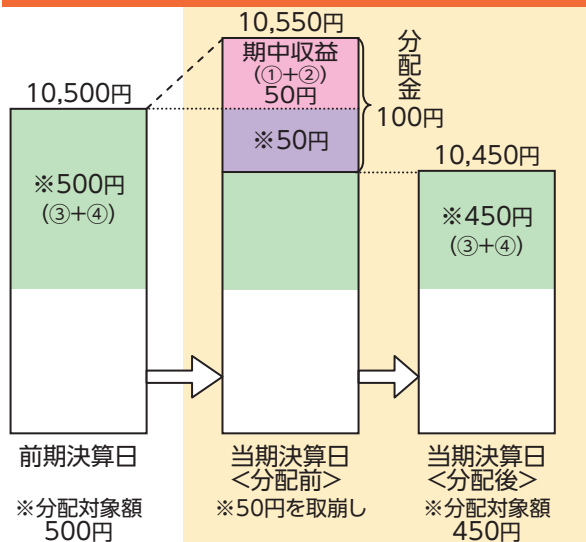 10,500円
※500円
(③+④)
前期決算日
※分配対象額
500円
10,550円
期中収益
(①+②)
50円
※50円
分配金
100円
当期決算日
<分配前>
※50円を取崩し
10,450円
※450円
(③+④)
当期決算日
<分配後>
※分配対象額
450円